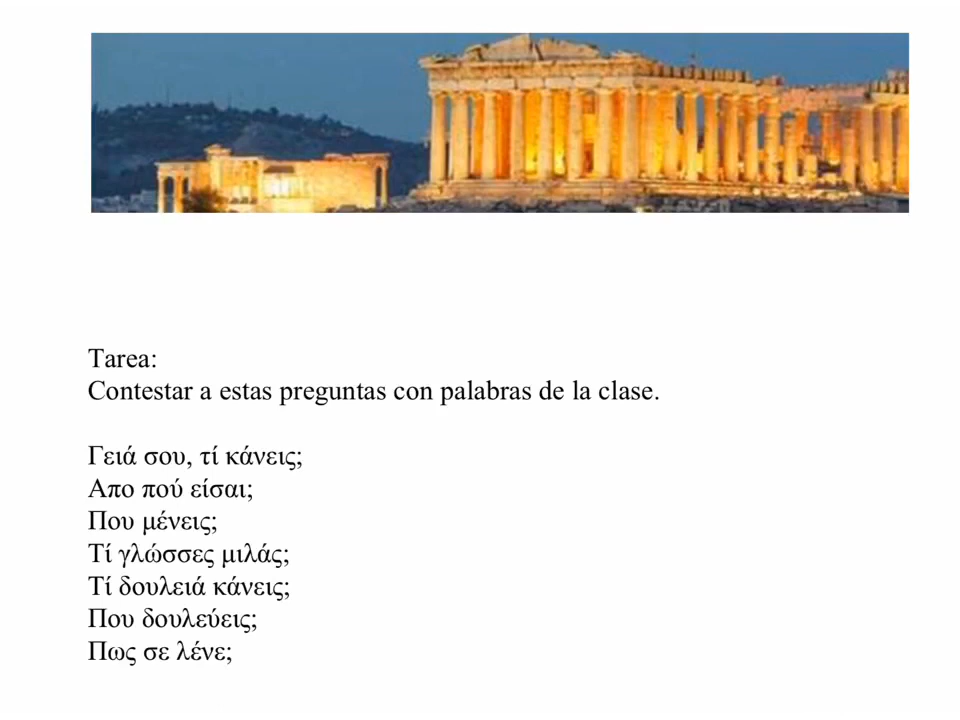 Tarea:
Contestar a estas preguntas con palabras de la clase.
Γειά σου, τί κάνεις;
Απο πού είσαι;
Που μένεις;
Τί γλώσσες μιλάς;
Τί δουλειά κάνεις;
Που δουλεύεις;
Πως σε λένε;